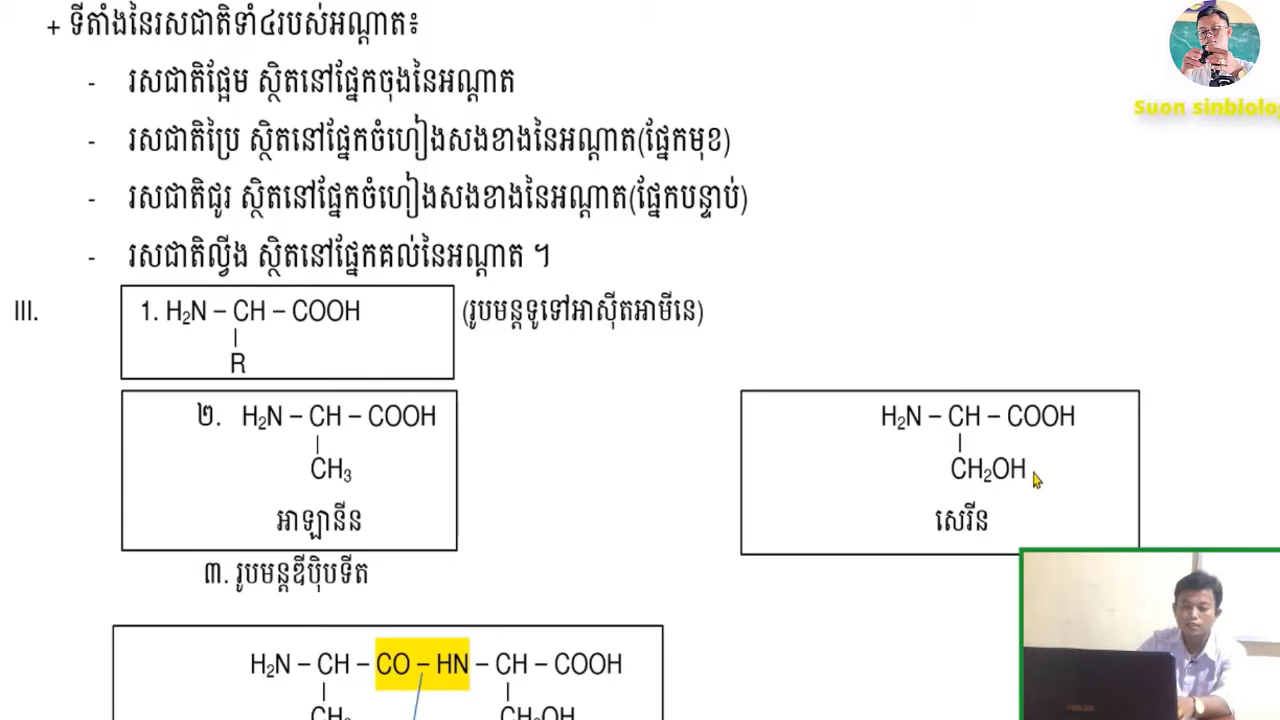 + ទីតាំងនៃរសជាតិទាំ៤របស់អណ្ដាត៖
- រសជាតិផ្អែម ស្ថិតនៅផ្នែកចុងនៃអណ្ដាត
- រសជាតិប្រៃ ស្ថិតនៅផ្នែកចំហៀងសងខាងនៃអណ្ដាត(ផ្នែកមុខ)
- រសជាតិជូរ ស្ថិតនៅផ្នែកចំហៀងសងខាងនៃអណ្ដាត(ផ្នែកបន្ទាប់)
- រសជាតិល្វីង ស្ថិតនៅផ្នែកគល់នៃអណ្ដាត ។
Suon sinbiolog
III. 1. H₂N – CH – COOH (រូបមន្តទូទៅអាស៊ីតអាមីនេ)
R
២. H₂N – CH – COOH
CH₃
អាឡានីន
H₂N – CH – COOH
CH₂OH
សេរីន
៣. រូបមន្តឌីប៉ិបទីត
H₂N – CH – CO – HN – CH – COOH
CH₃ CH₂OH